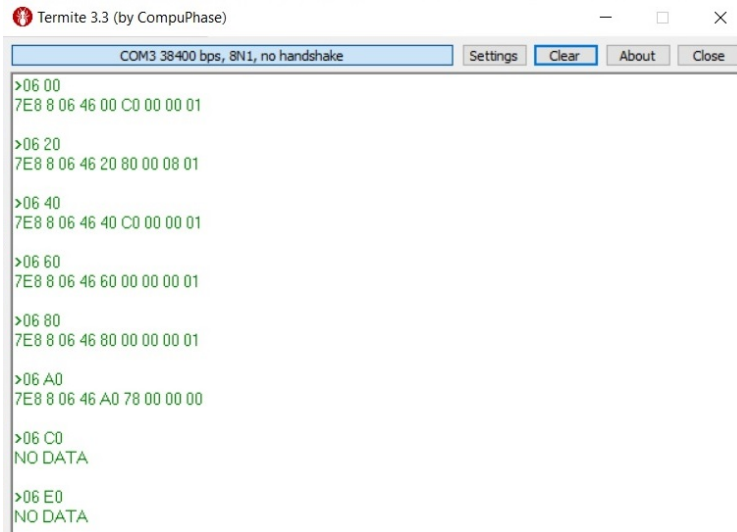 Termite 3.3 (by CompuPhase)
COM3 38400 bps, 8N1, no handshake Settings Clear About Close
>06 00
7E8 8 06 46 00 C0 00 00 01
>06 20
7E8 8 06 46 20 80 00 08 01
>06 40
7E8 8 06 46 40 C0 00 00 01
>06 60
7E8 8 06 46 60 00 00 00 01
>06 80
7E8 8 06 46 80 00 00 00 01
>06 A0
7E8 8 06 46 A0 78 00 00 00
>06 C0
NO DATA
>06 E0
NO DATA